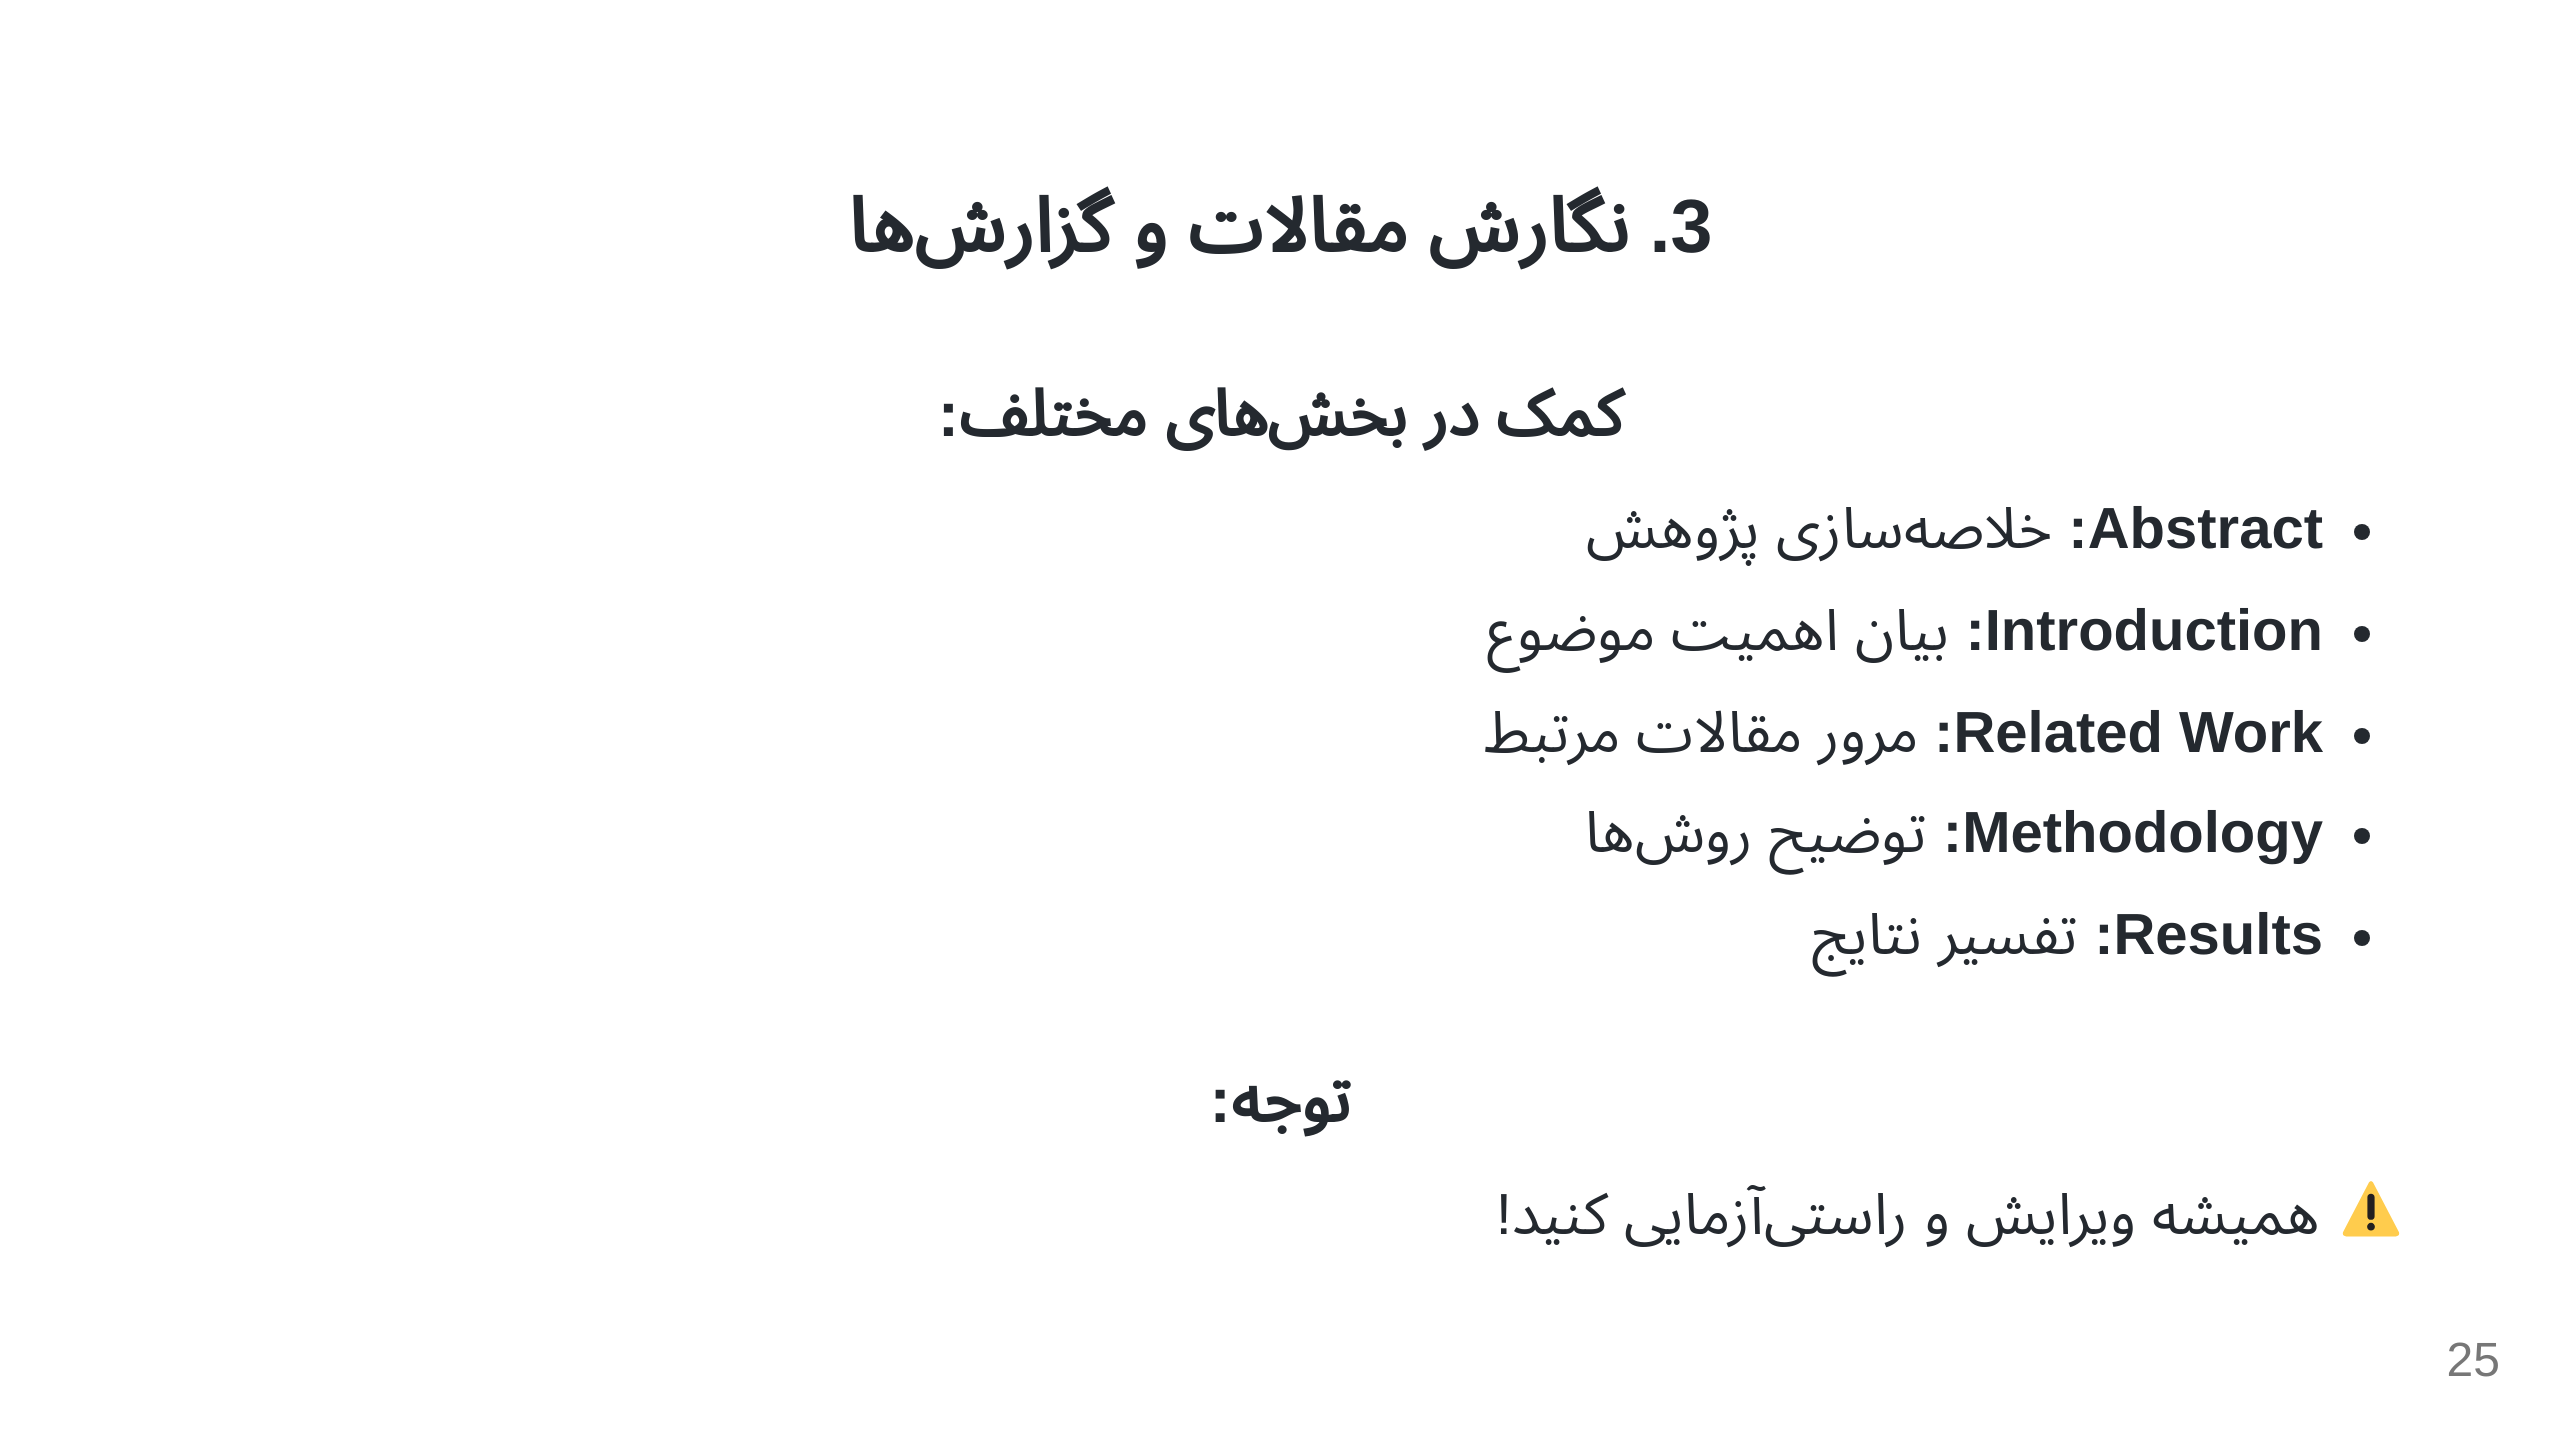 3. نگارش مقالات و گزارش‌ها
کمک در بخش‌های مختلف:
• Abstract: خلاصه‌سازی پژوهش
• Introduction: بیان اهمیت موضوع
• Related Work: مرور مقالات مرتبط
• Methodology: توضیح روش‌ها
• Results: تفسیر نتایج
توجه:
⚠️ همیشه ویرایش و راستی‌آزمایی کنید!
25